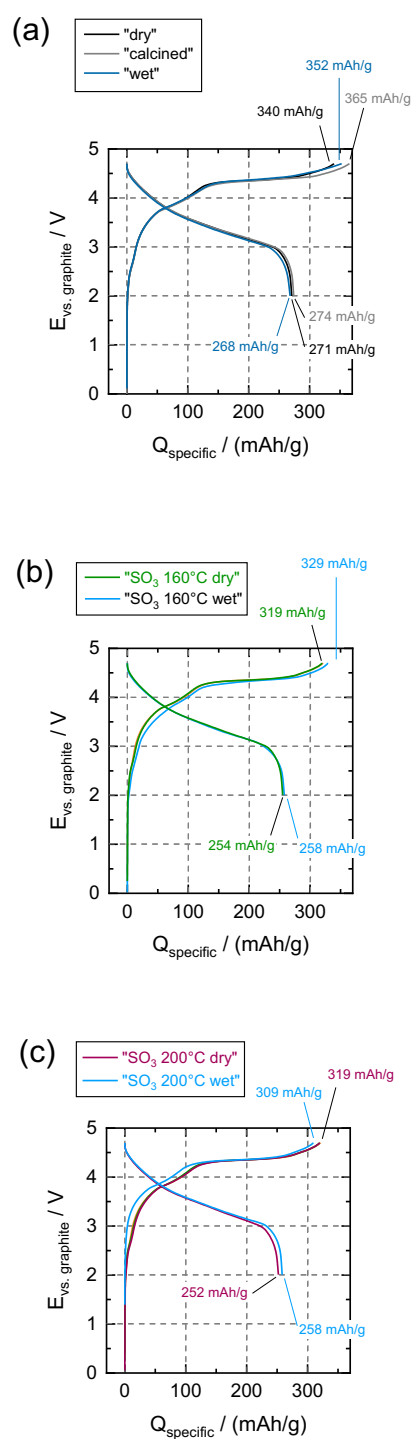 (a)
"dry"
"calcined"
"wet"
352 mAh/g
365 mAh/g
340 mAh/g
5
4
3
2
1
0
E vs. graphite / V
274 mAh/g
268 mAh/g
271 mAh/g
0 100 200 300
Q specific / (mAh/g)
(b)
"SO₃ 160°C dry"
"SO₃ 160°C wet"
329 mAh/g
319 mAh/g
5
4
3
2
1
0
E vs. graphite / V
254 mAh/g
258 mAh/g
0 100 200 300
Q specific / (mAh/g)
(c)
"SO₃ 200°C dry"
"SO₃ 200°C wet"
319 mAh/g
309 mAh/g
5
4
3
2
1
0
E vs. graphite / V
252 mAh/g
258 mAh/g
0 100 200 300
Q specific / (mAh/g)